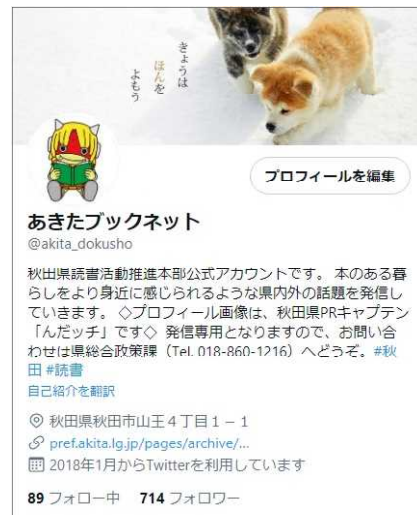 きょうは
ほんを
よもう
プロフィールを編集
あきたブックネット
@akita_dokusho
秋田県読書活動推進本部公式アカウントです。 本のある暮
らしをより身近に感じられるような県内外の話題を発信し
ていきます。 ◇プロフィール画像は、秋田県PRキャプテン
「んだッチ」です◇ 発信専用となりますので、お問い合
わせは県総合政策課（Tel. 018-860-1216）へどうぞ。#秋
田 #読書
自己紹介を翻訳
秋田県秋田市山王４丁目１－１
pref.akita.lg.jp/pages/archive/...
2018年1月からTwitterを利用しています
89 フォロー中 714 フォロワー